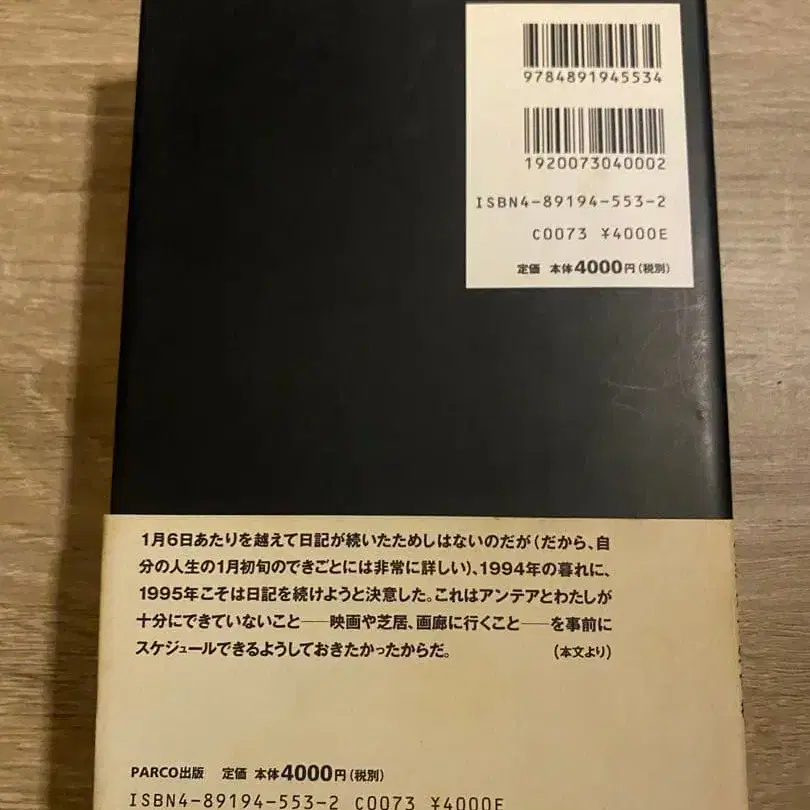 9784891945534
1920073040002
ISBN4-89194-553-2
C0073 ¥4000E
定価 本体4000円(税別)
1月6日あたりを越えて日記が続いたためしはないのだが(だから、自
分の人生の1月初旬のできごとには非常に詳しい)、1994年の暮れに、
1995年こそは日記を続けようと決意した。これはアンテアとわたしが
十分にできていないこと──映画や芝居、画廊に行くこと──を事前に
スケジュールできるようしておきたかったからだ。 (本文より)
PARCO出版 定価 本体4000円(税別)
ISBN4-89194-553-2 C0073 ¥4000E